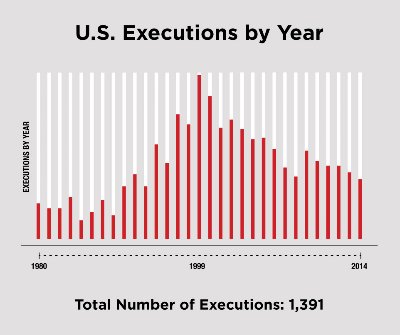 U.S. Executions by Year
EXECUTIONS BY YEAR
1980 1999 2014
Total Number of Executions: 1,391